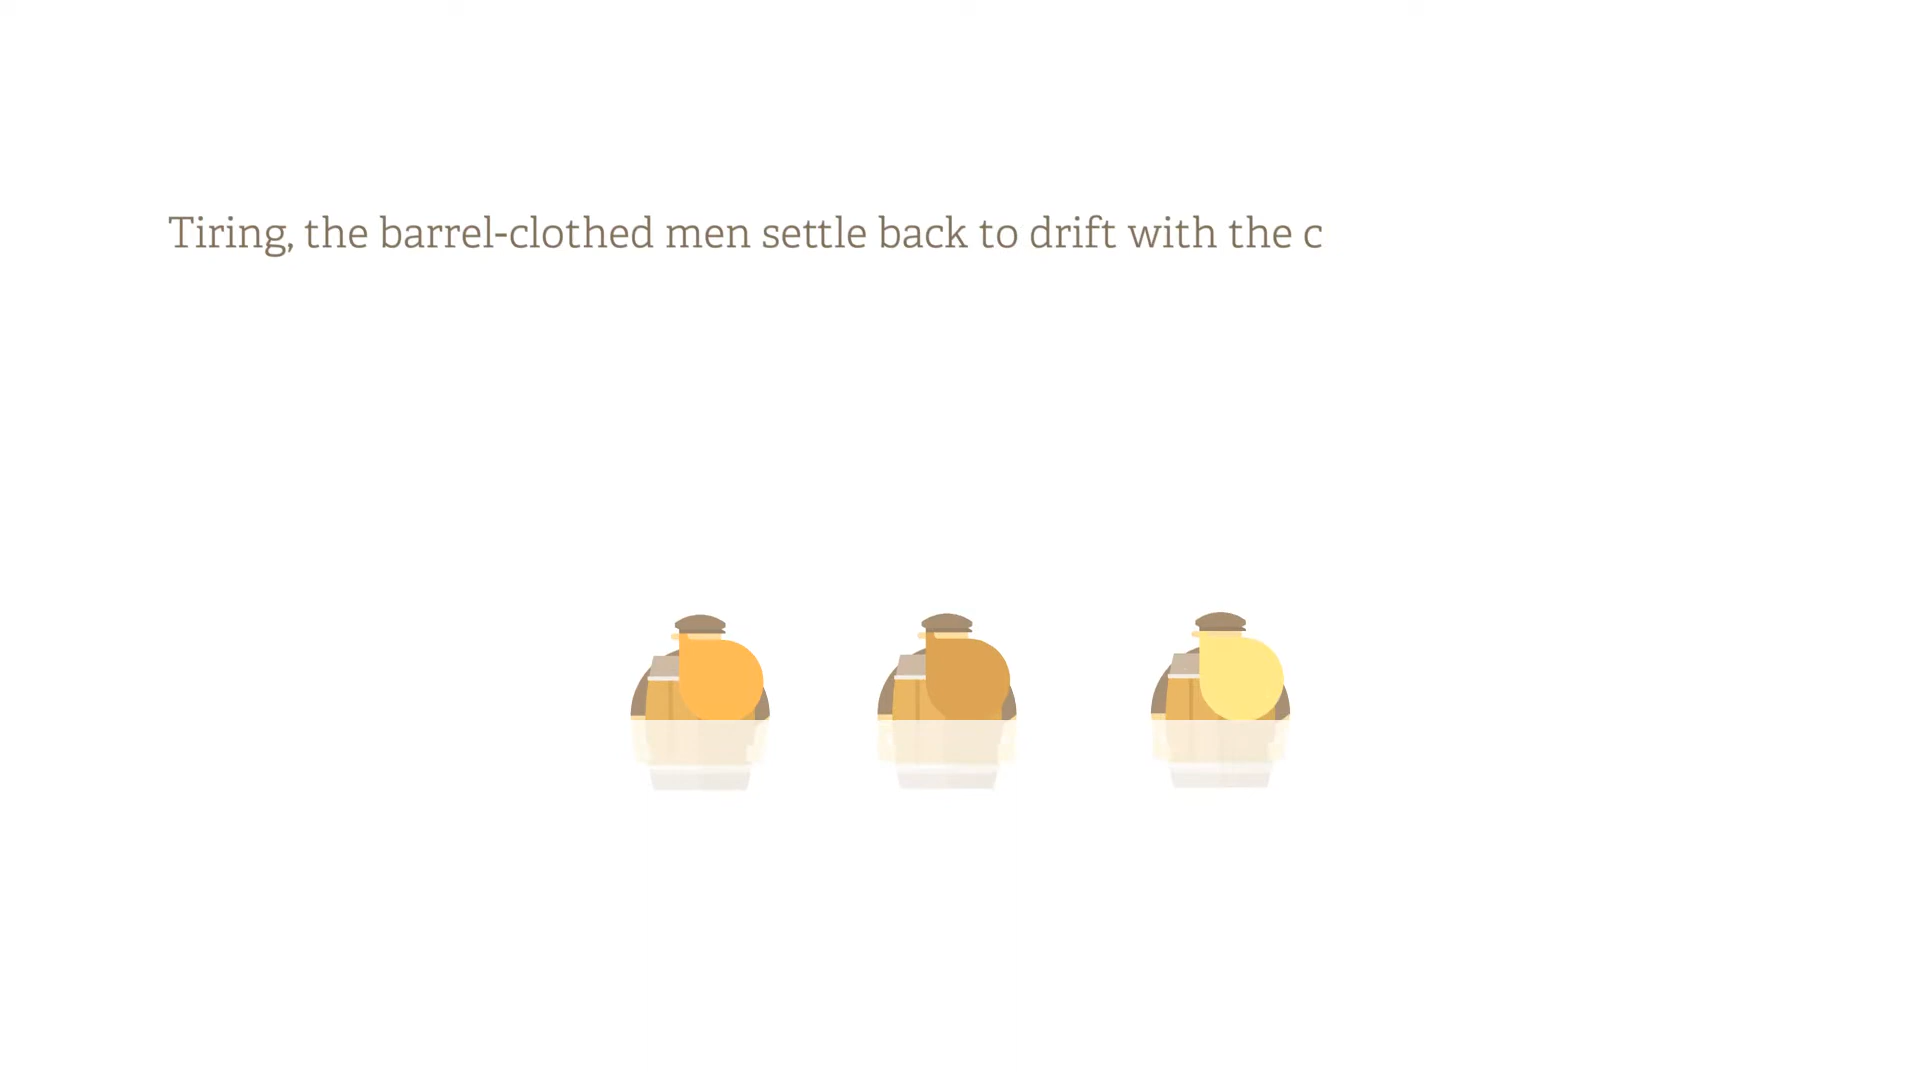 Tiring, the barrel-clothed men settle back to drift with the c